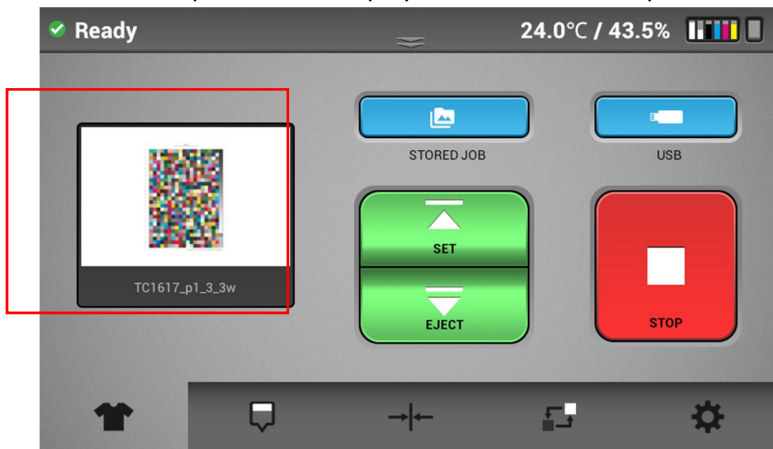 Ready
24.0°C / 43.5%
STORED JOB
USB
SET
TC1617_p1_3_3w
EJECT
STOP